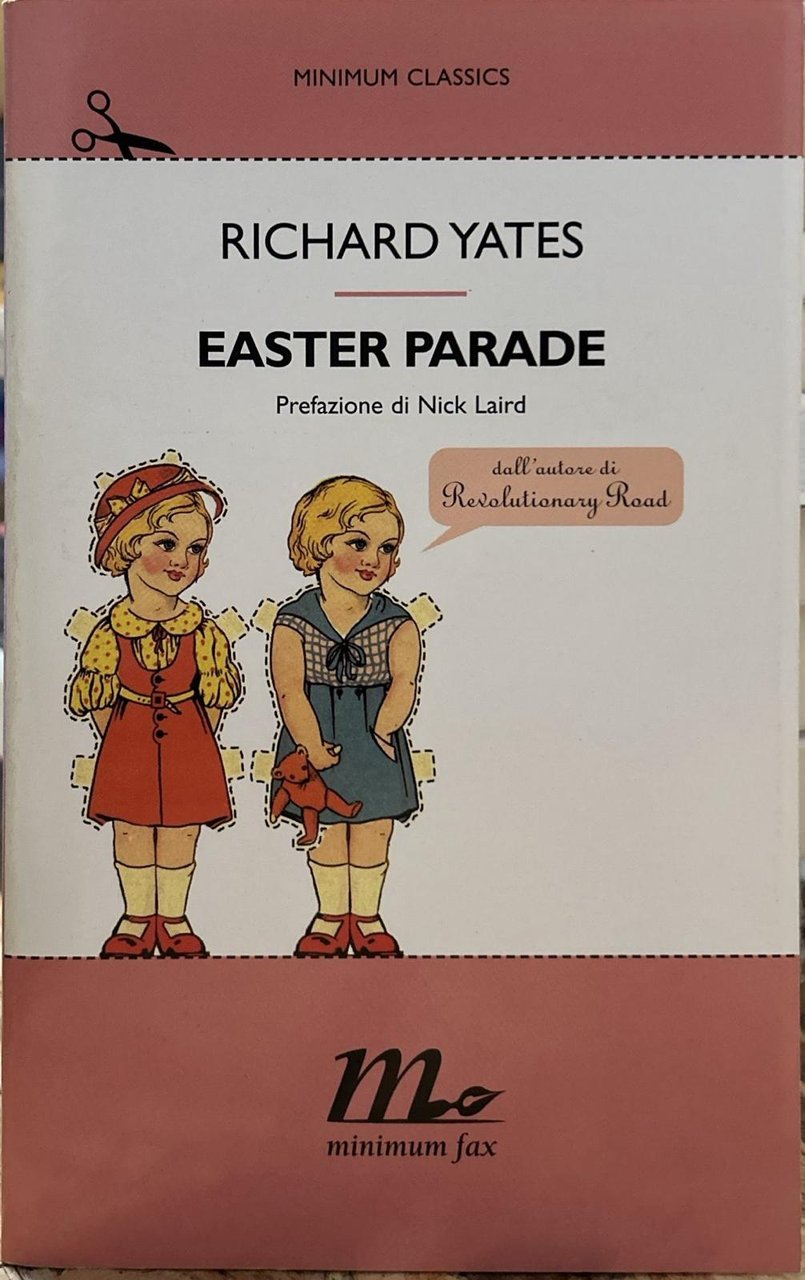 MINIMUM CLASSICS
RICHARD YATES
EASTER PARADE
Prefazione di Nick Laird
dall'autore di
Revolutionary Road
m
minimum fax